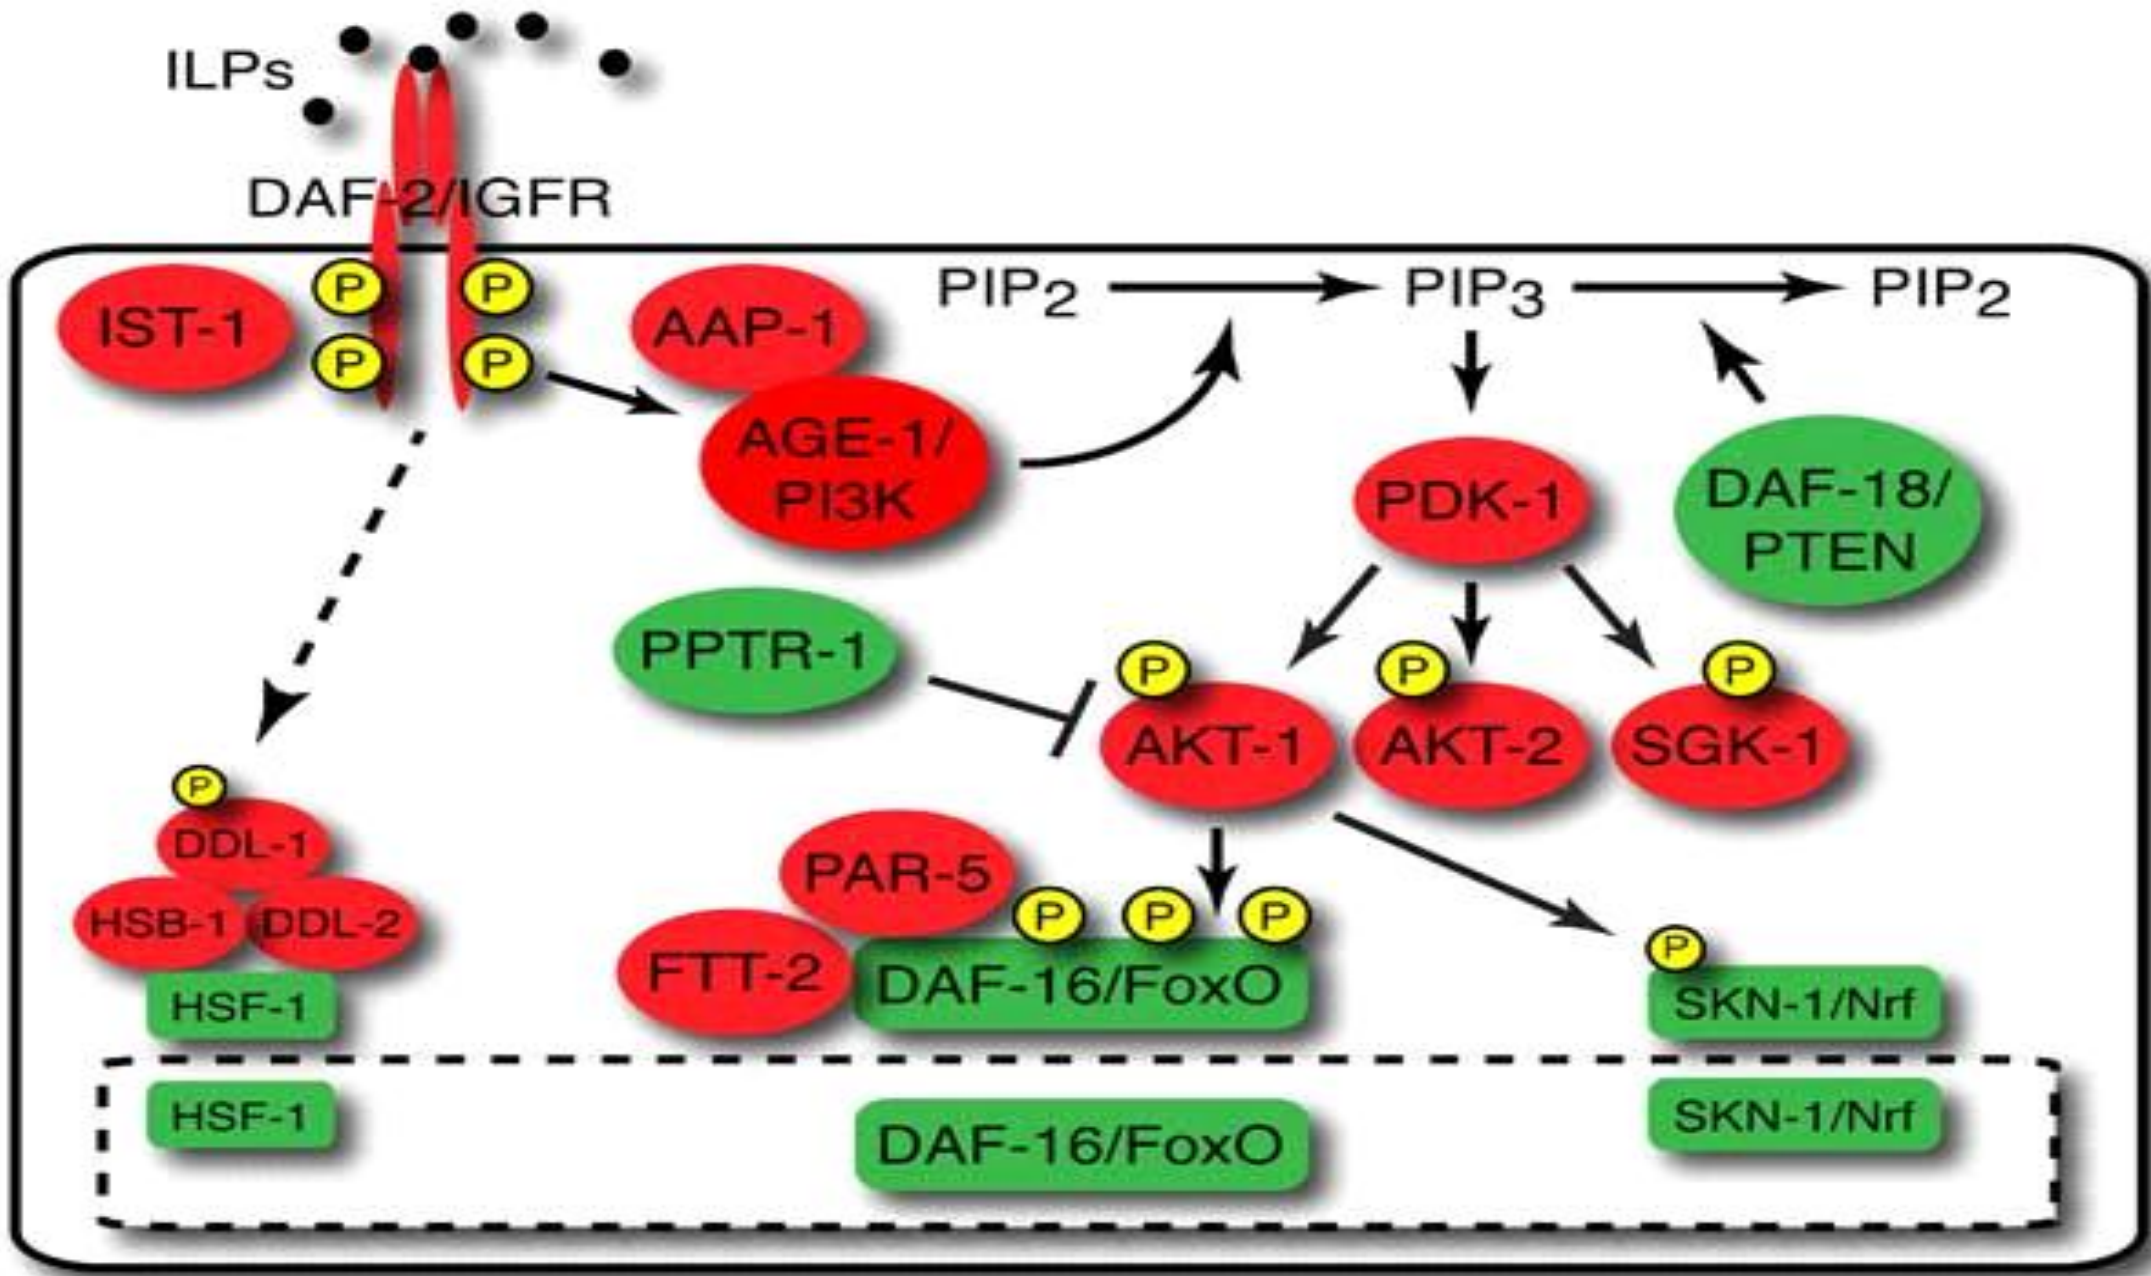 ILPs
DAF-2/IGFR
IST-1
P
P
P
P
AAP-1
AGE-1/
PI3K
PIP2
PIP3
PIP2
PDK-1
DAF-18/
PTEN
PPTR-1
P
AKT-1
P
AKT-2
P
SGK-1
P
DDL-1
HSB-1
DDL-2
HSF-1
PAR-5
FTT-2
P
P
P
DAF-16/FoxO
P
SKN-1/Nrf
HSF-1
DAF-16/FoxO
SKN-1/Nrf